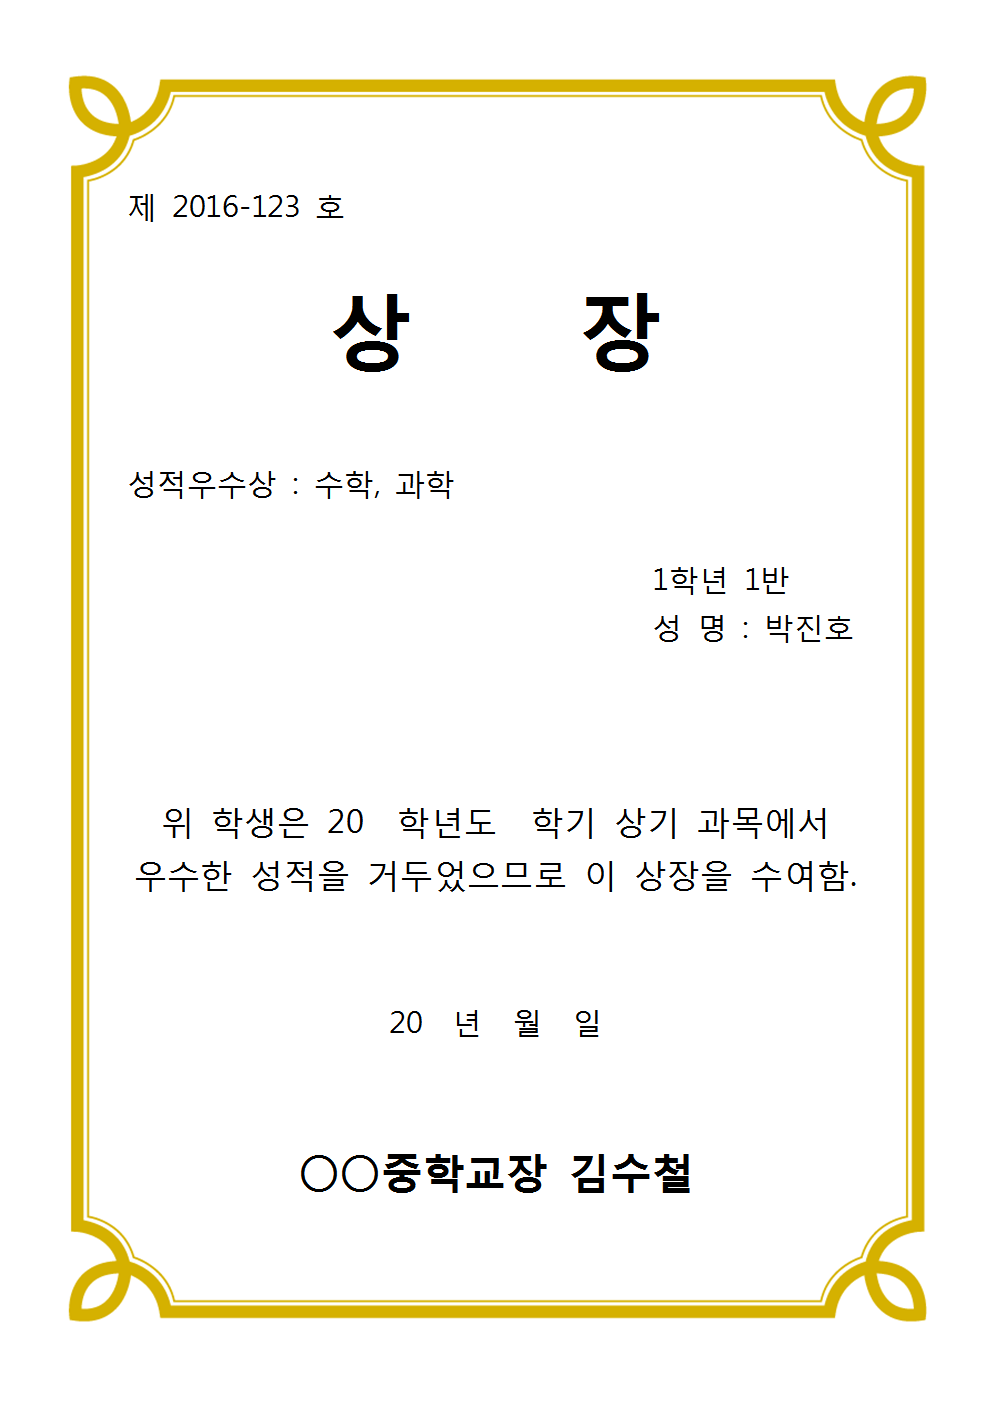 제 2016-123 호
상 장
성적우수상 : 수학, 과학
1학년 1반
성 명 : 박진호
위 학생은 20 학년도 학기 상기 과목에서
우수한 성적을 거두었으므로 이 상장을 수여함.
20 년 월 일
○○중학교장 김수철